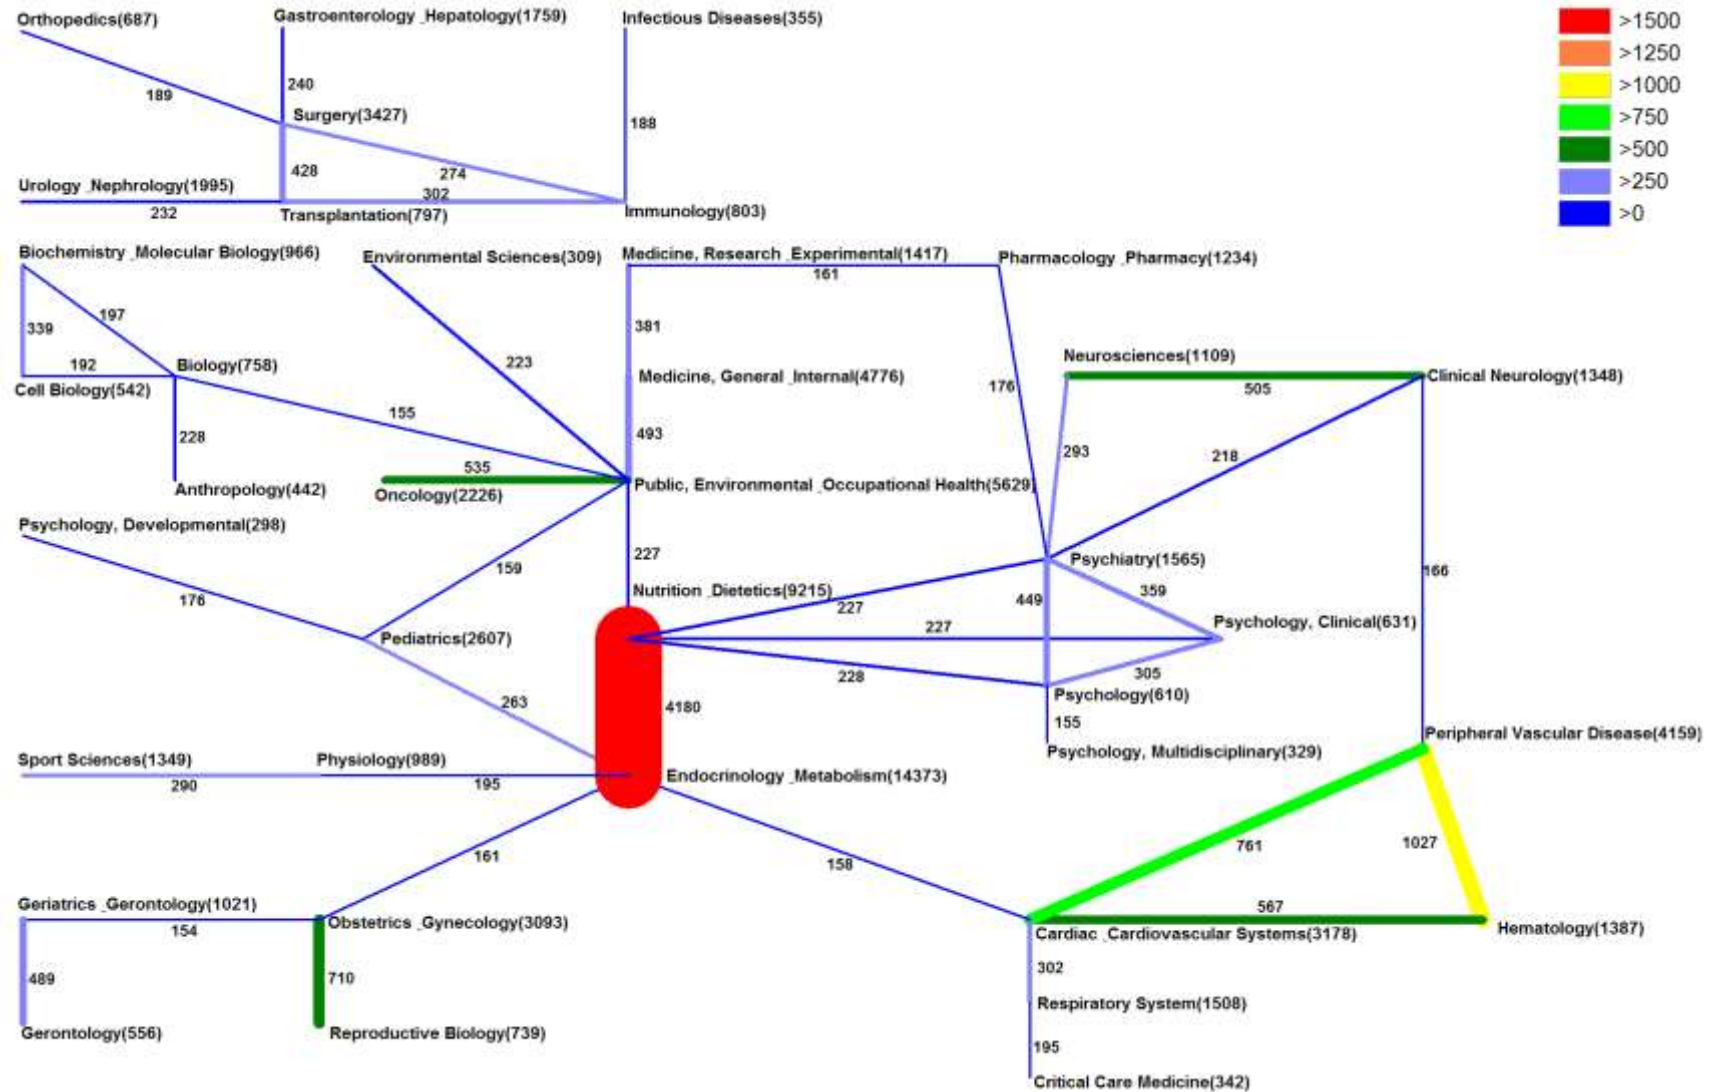 Orthopedics(687)
Gastroenterology_Hepatology(1759)
Infectious Diseases(355)
>1500
>1250
>1000
>750
>500
>250
>0
189
240
Surgery(3427)
188
428
274
Urology_Nephrology(1995)
302
232
Transplantation(797)
Immunology(803)
Biochemistry_Molecular Biology(966)
Environmental Sciences(309)
Medicine, Research_Experimental(1417)
Pharmacology_Pharmacy(1234)
161
339
197
381
192
Biology(758)
223
Cell Biology(542)
Medicine, General_Internal(4776)
176
Neurosciences(1109)
505
Clinical Neurology(1348)
155
228
493
293
218
535
Anthropology(442)
Oncology(2226)
Public, Environmental_Occupational Health(5629)
Psychology, Developmental(298)
227
159
Psychiatry(1565)
166
176
Nutrition_Dietetics(9215)
227
449
359
Pediatrics(2607)
227
Psychology, Clinical(631)
228
305
263
4180
Psychology(610)
155
Psychology, Multidisciplinary(329)
Peripheral Vascular Disease(4159)
Sport Sciences(1349)
Physiology(989)
290
195
Endocrinology_Metabolism(14373)
161
158
761
1027
Geriatrics_Gerontology(1021)
154
Obstetrics_Gynecology(3093)
567
Cardiac_Cardiovascular Systems(3178)
Hematology(1387)
489
710
302
Gerontology(556)
Reproductive Biology(739)
Respiratory System(1508)
195
Critical Care Medicine(342)